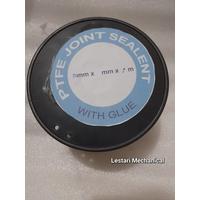 PTFE JOINT SEALENT
mm x mm x m
WITH GLUE
Lestari Mechanical